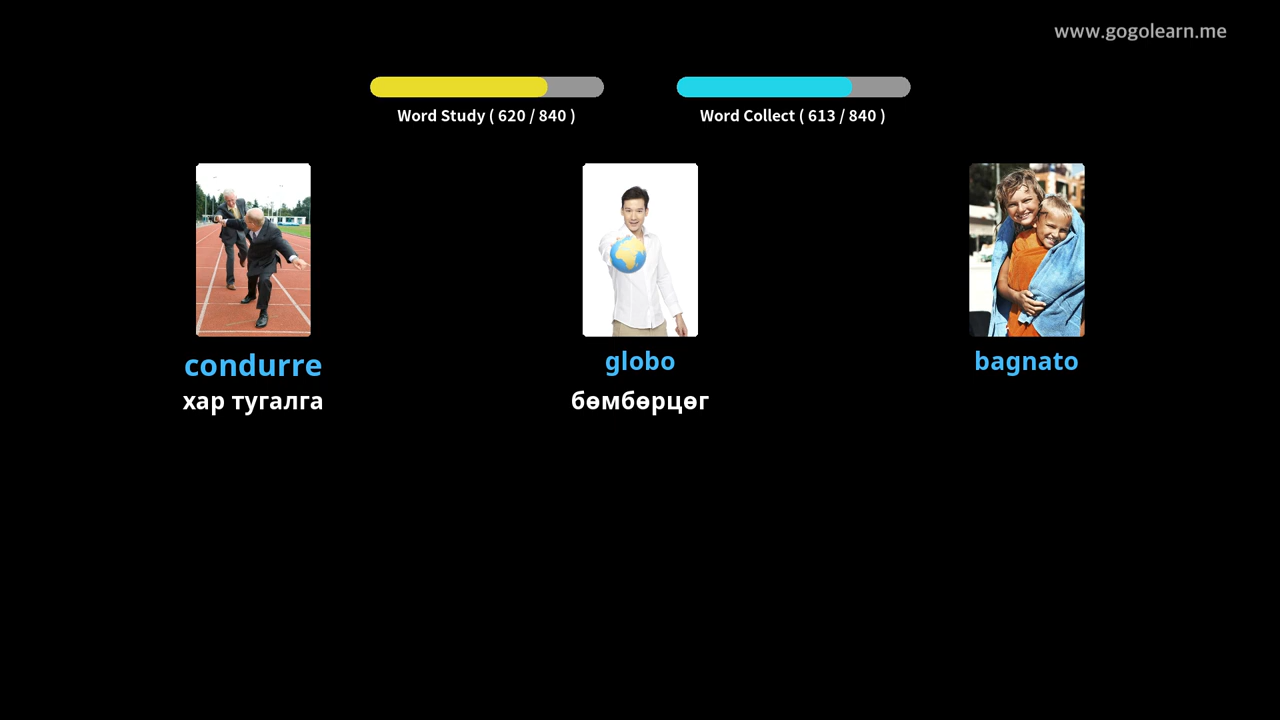 www.gogolearn.me
Word Study ( 620 / 840 )
Word Collect ( 613 / 840 )
condurre
globo
bagnato
хар тугалга
бөмбөрцөг